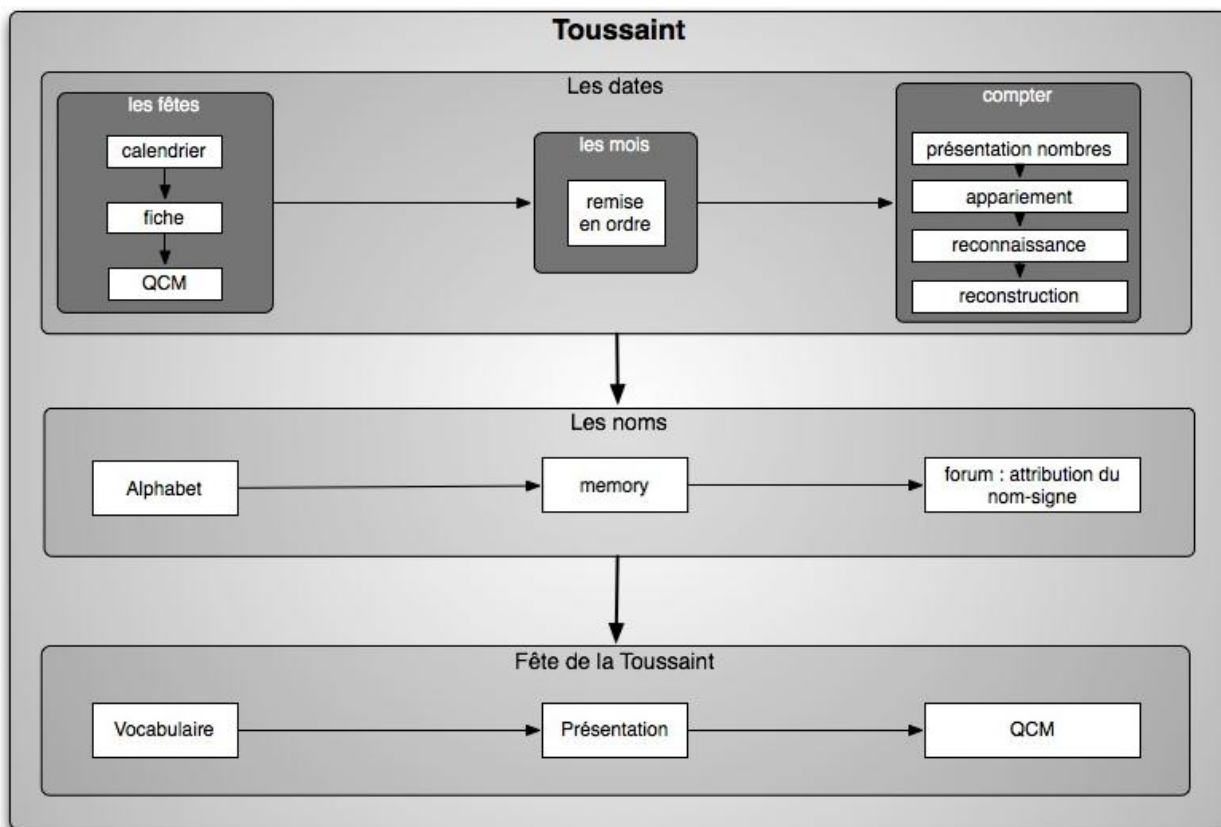 Toussaint
Les dates
les fêtes
calendrier
fiche
QCM
les mois
remise
en ordre
compter
présentation nombres
appariement
reconnaissance
reconstruction
Les noms
Alphabet
memory
forum : attribution du
nom-signe
Fête de la Toussaint
Vocabulaire
Présentation
QCM